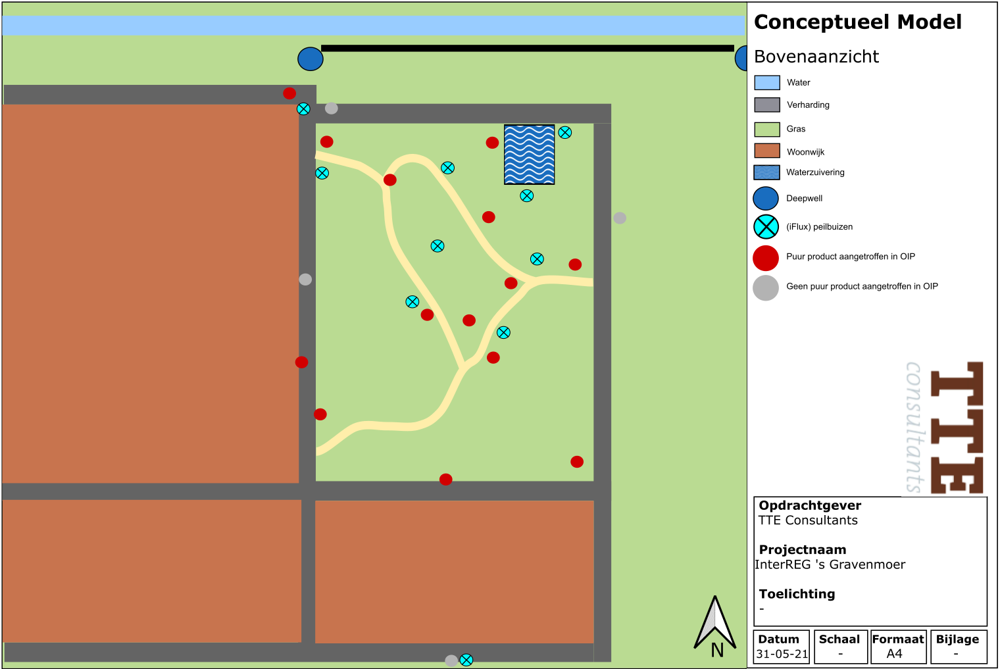 Conceptueel Model
Bovenaanzicht
Water
Verharding
Gras
Woonwijk
Waterzuivering
Deepwell
(iFlux) peilbuizen
Puur product aangetroffen in OIP
Geen puur product aangetroffen in OIP
TTE
consultants
Opdrachtgever
TTE Consultants
Projectnaam
InterREG 's Gravenmoer
Toelichting
-
Datum
31-05-21
Schaal
-
Formaat
A4
Bijlage
-
N